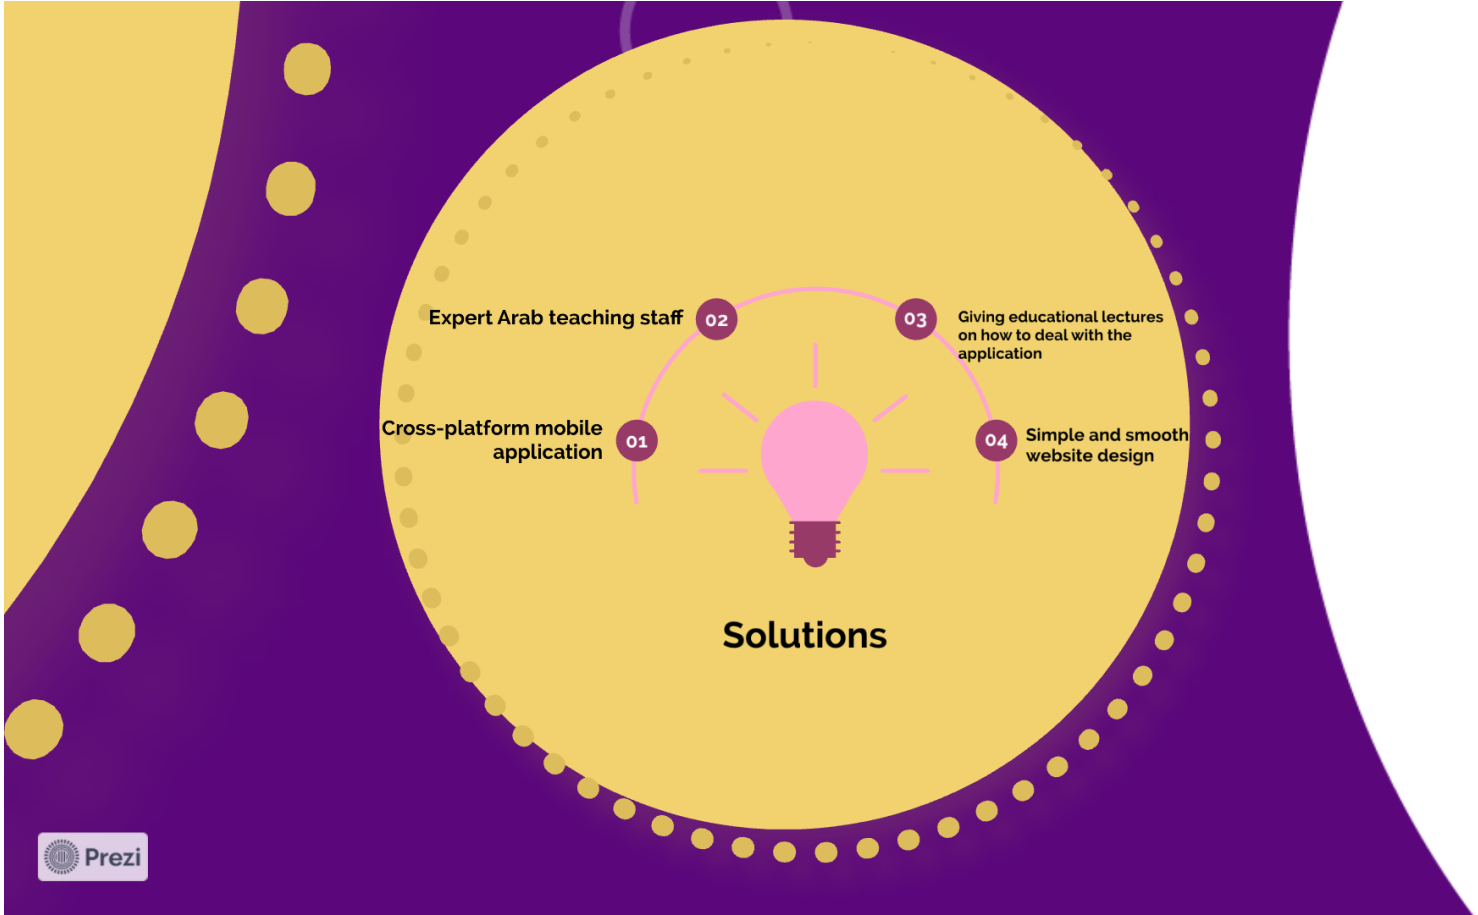 Expert Arab teaching staff
02
03
Giving educational lectures
on how to deal with the
application
Cross-platform mobile
application
01
04
Simple and smooth
website design
Solutions
Prezi